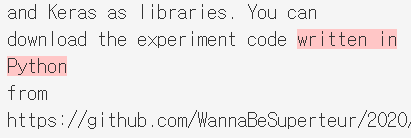 and Keras as libraries. You can
download the experiment code written in
Python
from
https://github.com/WannaBeSuperteur/2020/